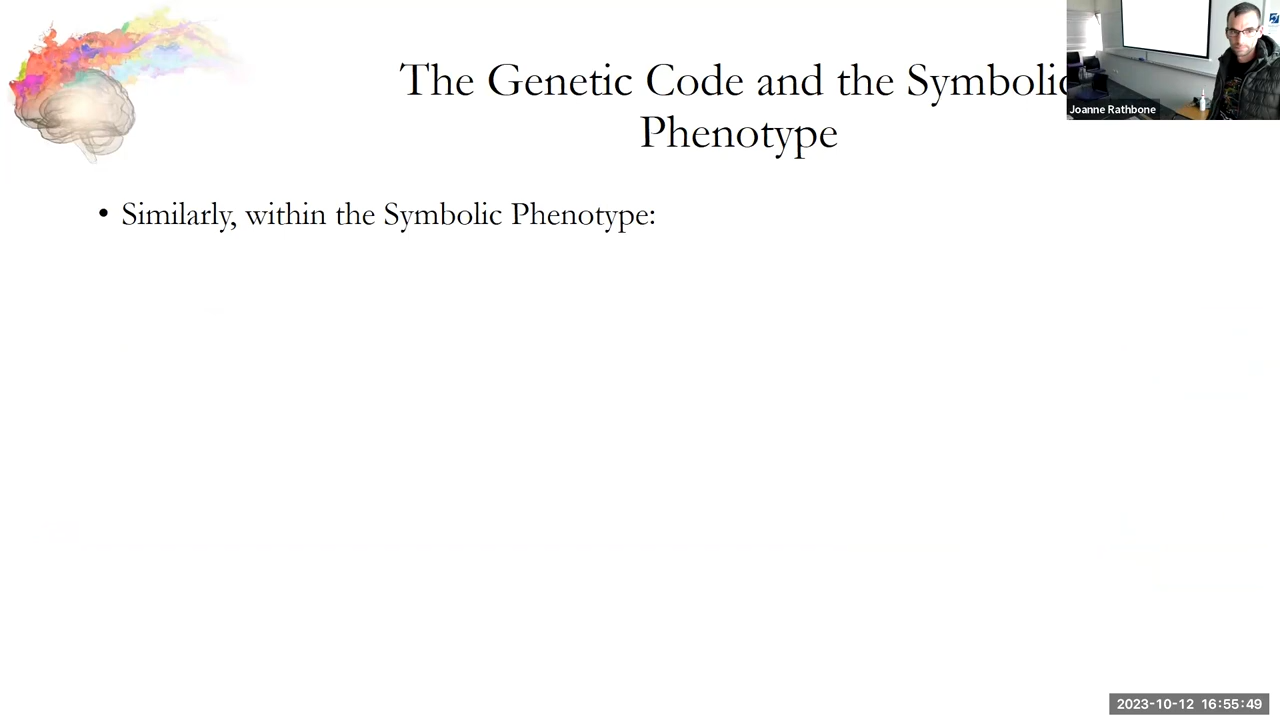 The Genetic Code and the Symbolic
Phenotype
Joanne Rathbone
• Similarly, within the Symbolic Phenotype:
2023-10-12 16:55:49